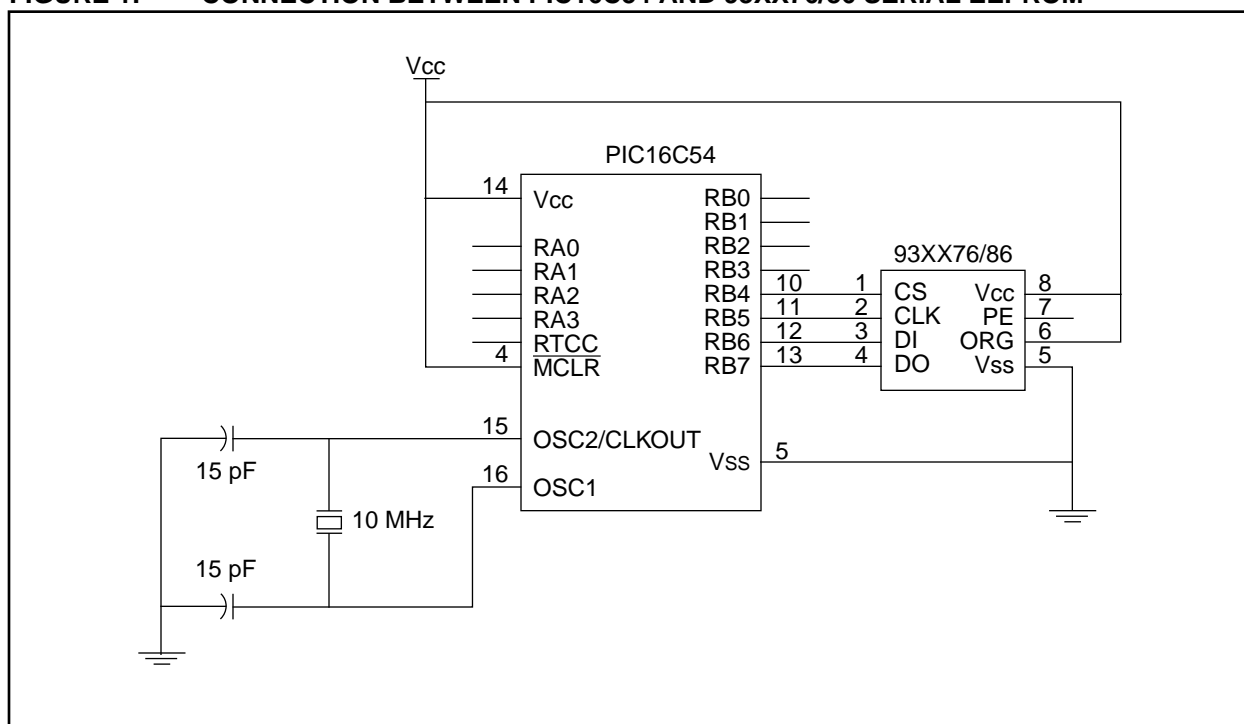 Vcc
PIC16C54
14
Vcc
RA0
RA1
RA2
RA3
RTCC
4
MCLR
15
OSC2/CLKOUT
16
OSC1
RB0
RB1
RB2
RB3
RB4
10
RB5
11
RB6
12
RB7
13
Vss
5
93XX76/86
1
CS
2
CLK
3
DI
4
DO
Vcc
8
PE
7
ORG
6
Vss
5
15 pF
10 MHz
15 pF